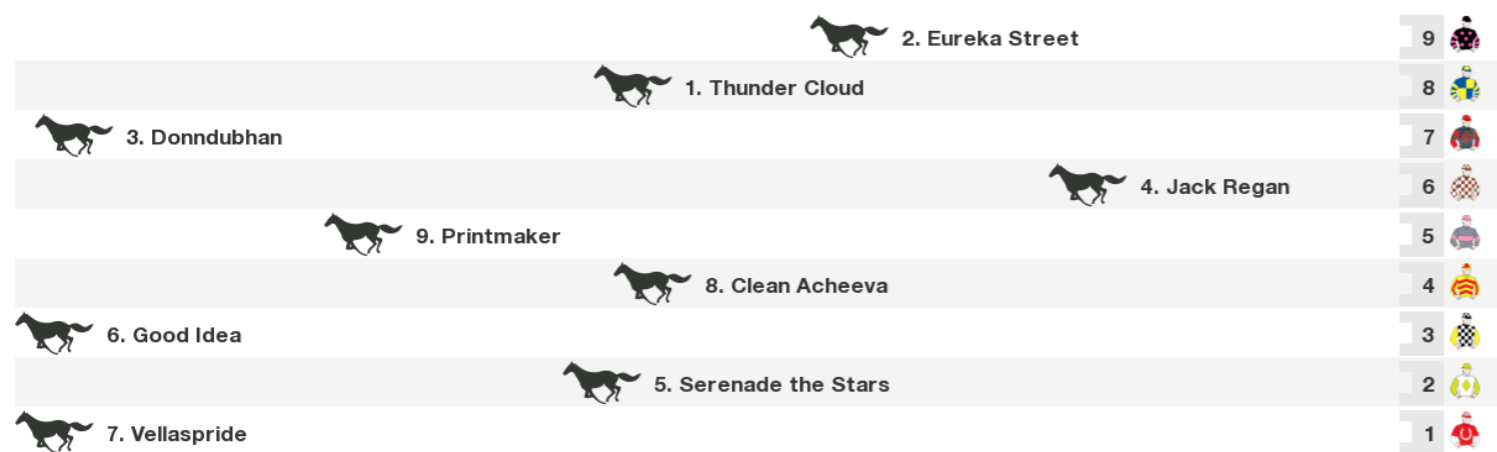 2. Eureka Street 9
1. Thunder Cloud 8
3. Donndubhan 7
4. Jack Regan 6
9. Printmaker 5
8. Clean Acheeva 4
6. Good Idea 3
5. Serenade the Stars 2
7. Vellaspride 1